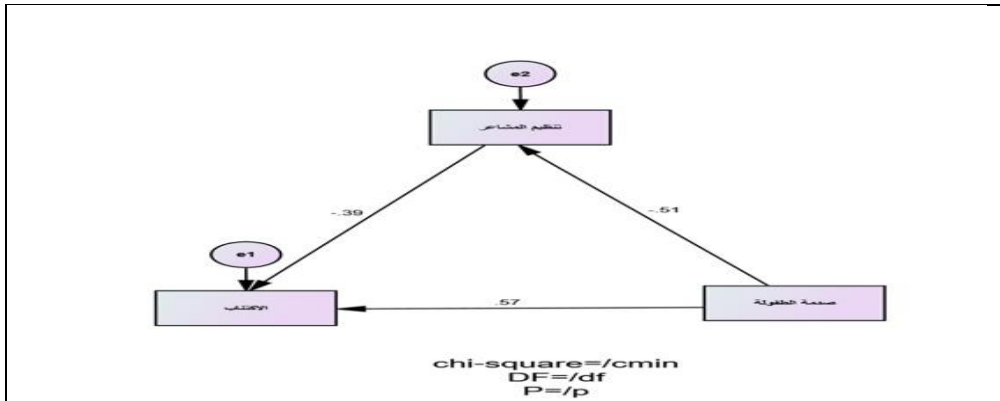 e2
تنظيم المشاعر
-.39
-.51
e1
الاكتئاب
.57
صدمة الطفولة
chi-square=/cmin
DF=/df
P=/p